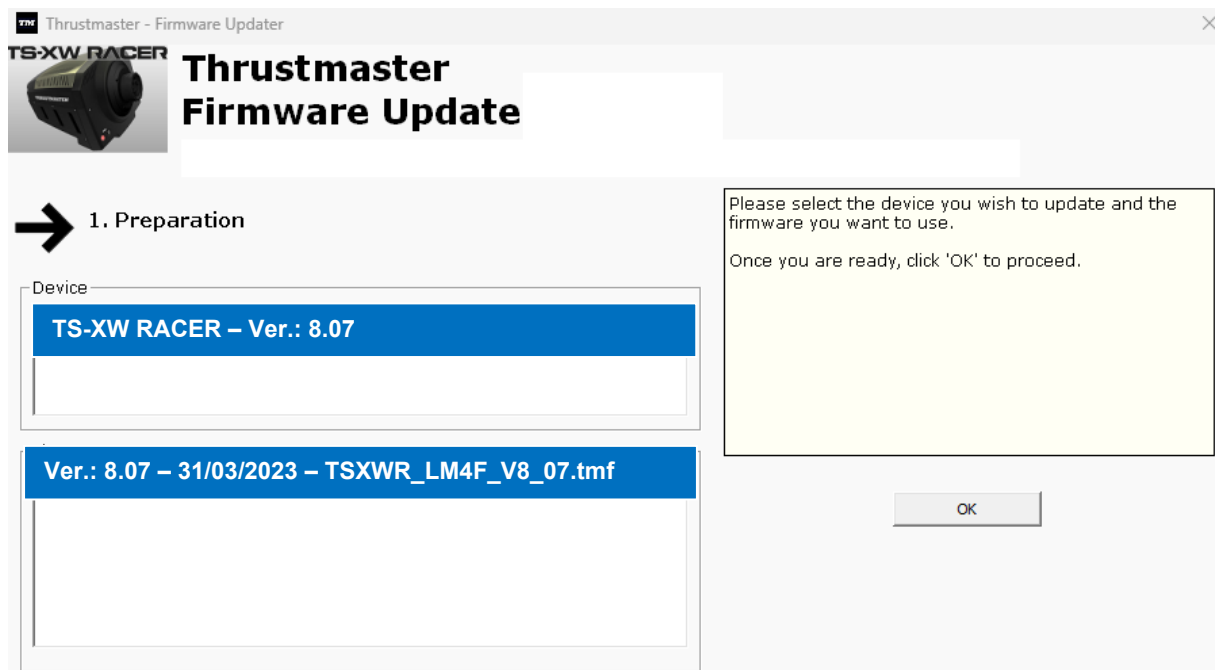 Thrustmaster - Firmware Updater
TS-XW RACER
Thrustmaster
Firmware Update
1. Preparation
Please select the device you wish to update and the
firmware you want to use.
Once you are ready, click 'OK' to proceed.
Device
TS-XW RACER – Ver.: 8.07
Ver.: 8.07 – 31/03/2023 – TSXWR_LM4F_V8_07.tmf
OK